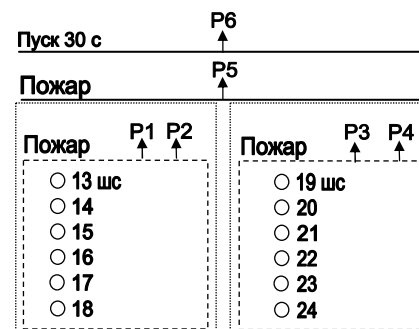 Р6
Пуск 30 с
Р5
Пожар
Пожар Р1 Р2
13 шс
14
15
16
17
18
Пожар Р3 Р4
19 шс
20
21
22
23
24